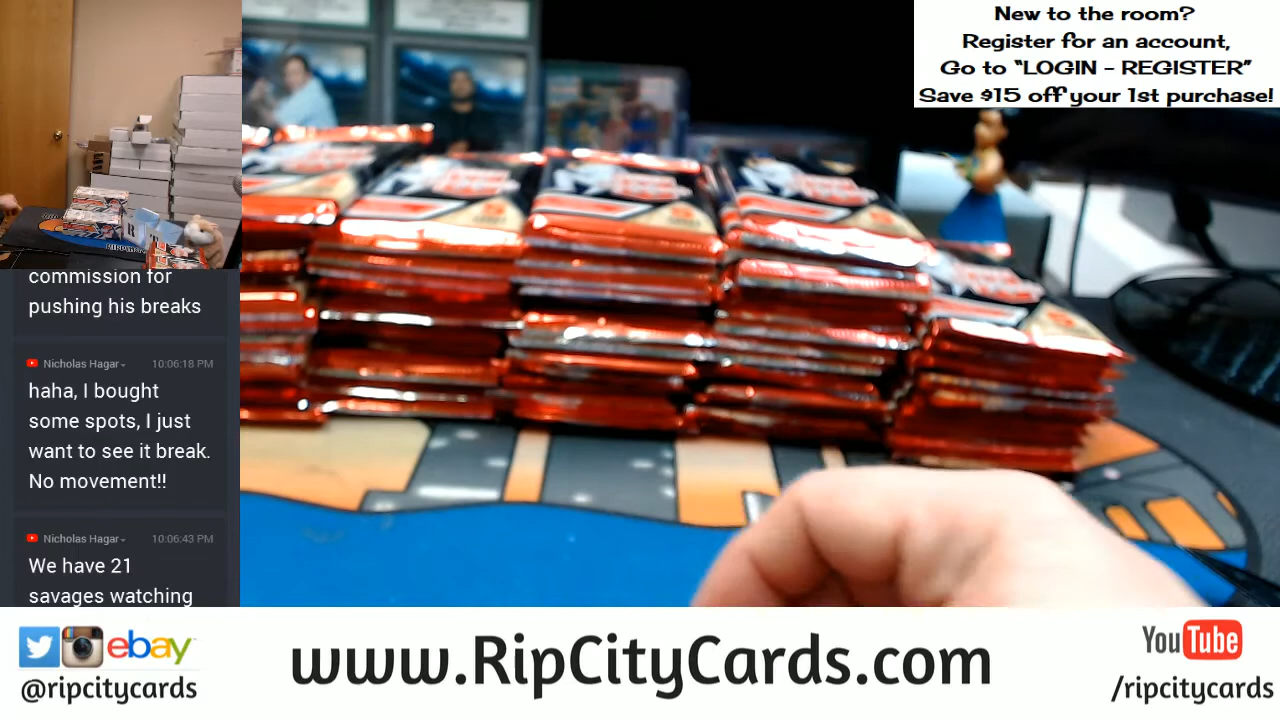 New to the room?
Register for an account,
Go to "LOGIN - REGISTER"
Save $15 off your 1st purchase!
commission for
pushing his breaks
Nicholas Hagar
10:06:18 PM
haha, I bought
some spots, I just
want to see it break.
No movement!!
Nicholas Hagar
10:06:43 PM
We have 21
savages watching
ebay
@ripcitycards
www.RipCityCards.com
YouTube
/ripcitycards